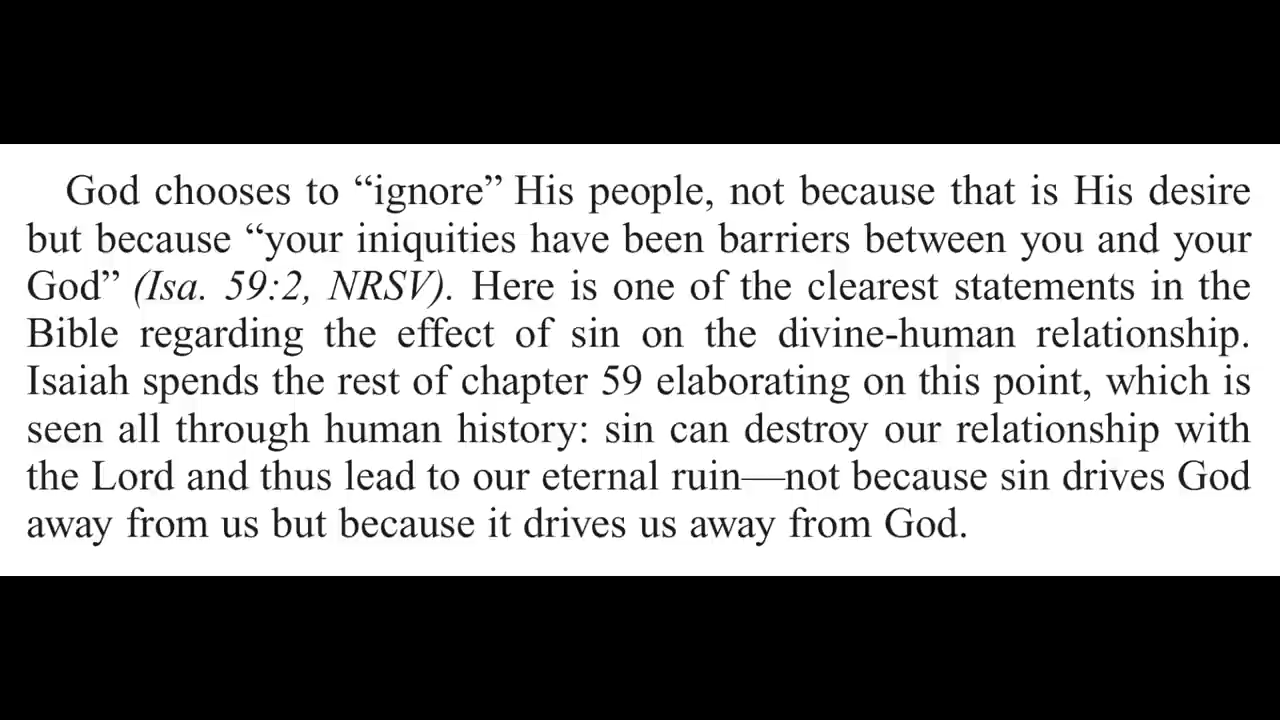 God chooses to “ignore” His people, not because that is His desire
but because “your iniquities have been barriers between you and your
God” (Isa. 59:2, NRSV). Here is one of the clearest statements in the
Bible regarding the effect of sin on the divine-human relationship.
Isaiah spends the rest of chapter 59 elaborating on this point, which is
seen all through human history: sin can destroy our relationship with
the Lord and thus lead to our eternal ruin—not because sin drives God
away from us but because it drives us away from God.